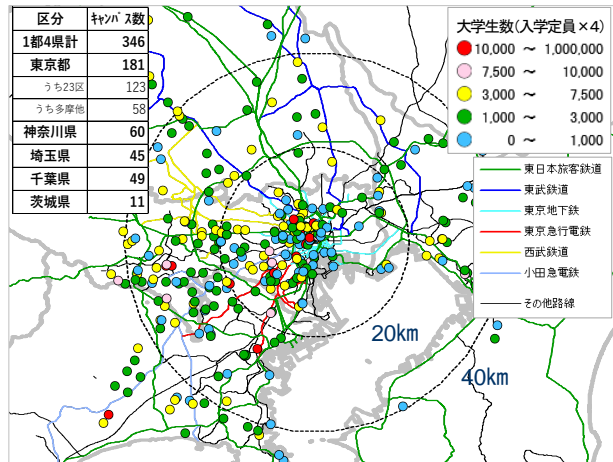 区分 ｷｬﾝﾊﾟｽ数
1都4県計 346
東京都 181
うち23区 123
うち多摩他 58
神奈川県 60
埼玉県 45
千葉県 49
茨城県 11
大学生数(入学定員×4)
10,000 ～ 1,000,000
7,500 ～ 10,000
3,000 ～ 7,500
1,000 ～ 3,000
0 ～ 1,000
東日本旅客鉄道
東武鉄道
東京地下鉄
東京急行電鉄
西武鉄道
小田急電鉄
その他路線
20km
40km